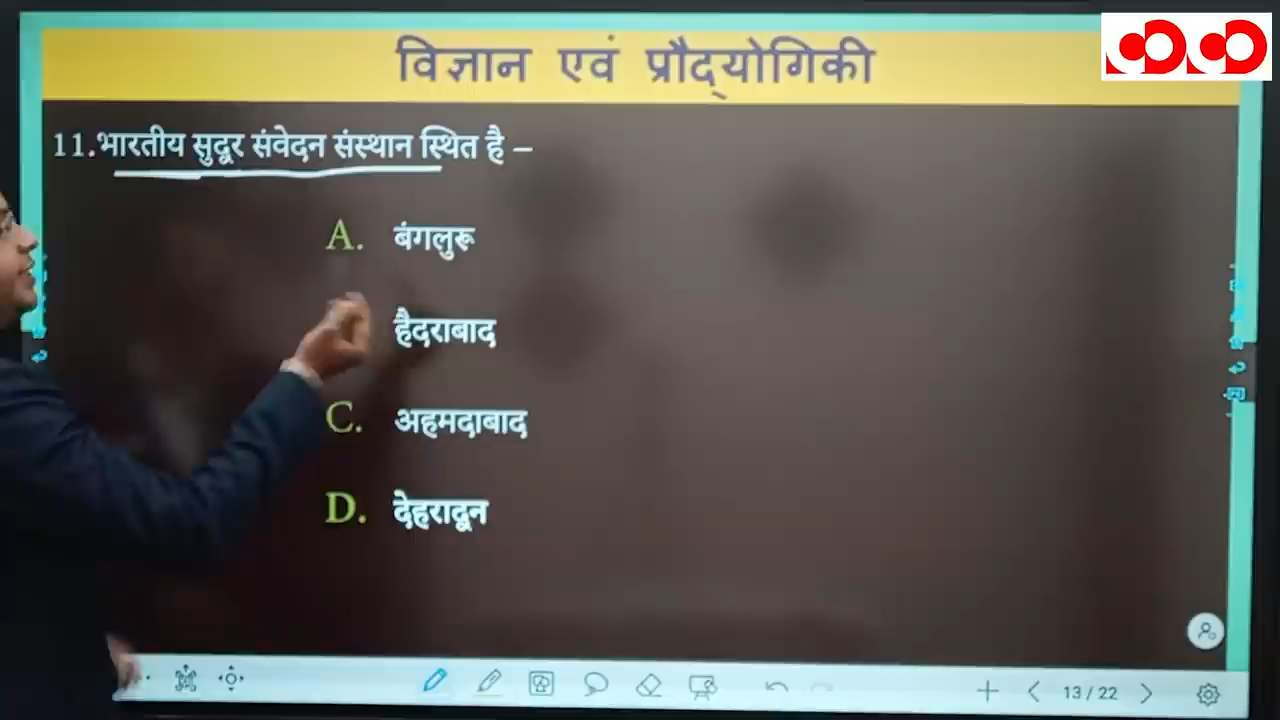 विज्ञान एवं प्रौद्योगिकी
11.भारतीय सुदूर संवेदन संस्थान स्थित है –
A. बंगलुरू
हैदराबाद
C. अहमदाबाद
D. देहरादून
13 / 22